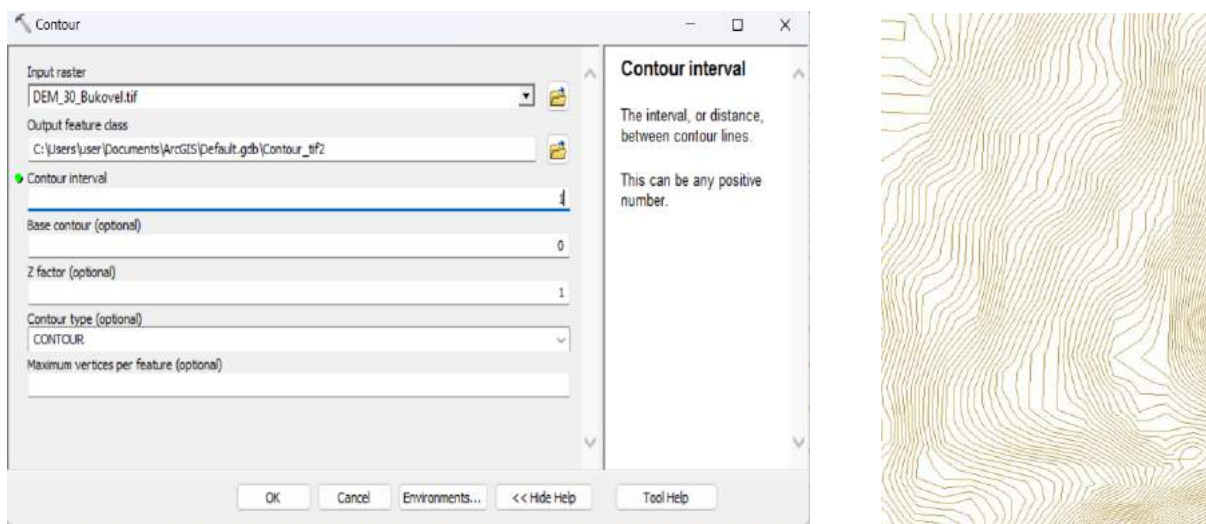 Contour
Input raster
DEM_30_Bukovel.tif
Output feature class
C:\Users\user\Documents\ArcGIS\Default.gdb\Contour_tif2
Contour interval
1
Base contour (optional)
0
Z factor (optional)
1
Contour type (optional)
CONTOUR
Maximum vertices per feature (optional)
OK
Cancel
Environments...
<< Hide Help
Tool Help
Contour interval
The interval, or distance,
between contour lines.
This can be any positive
number.